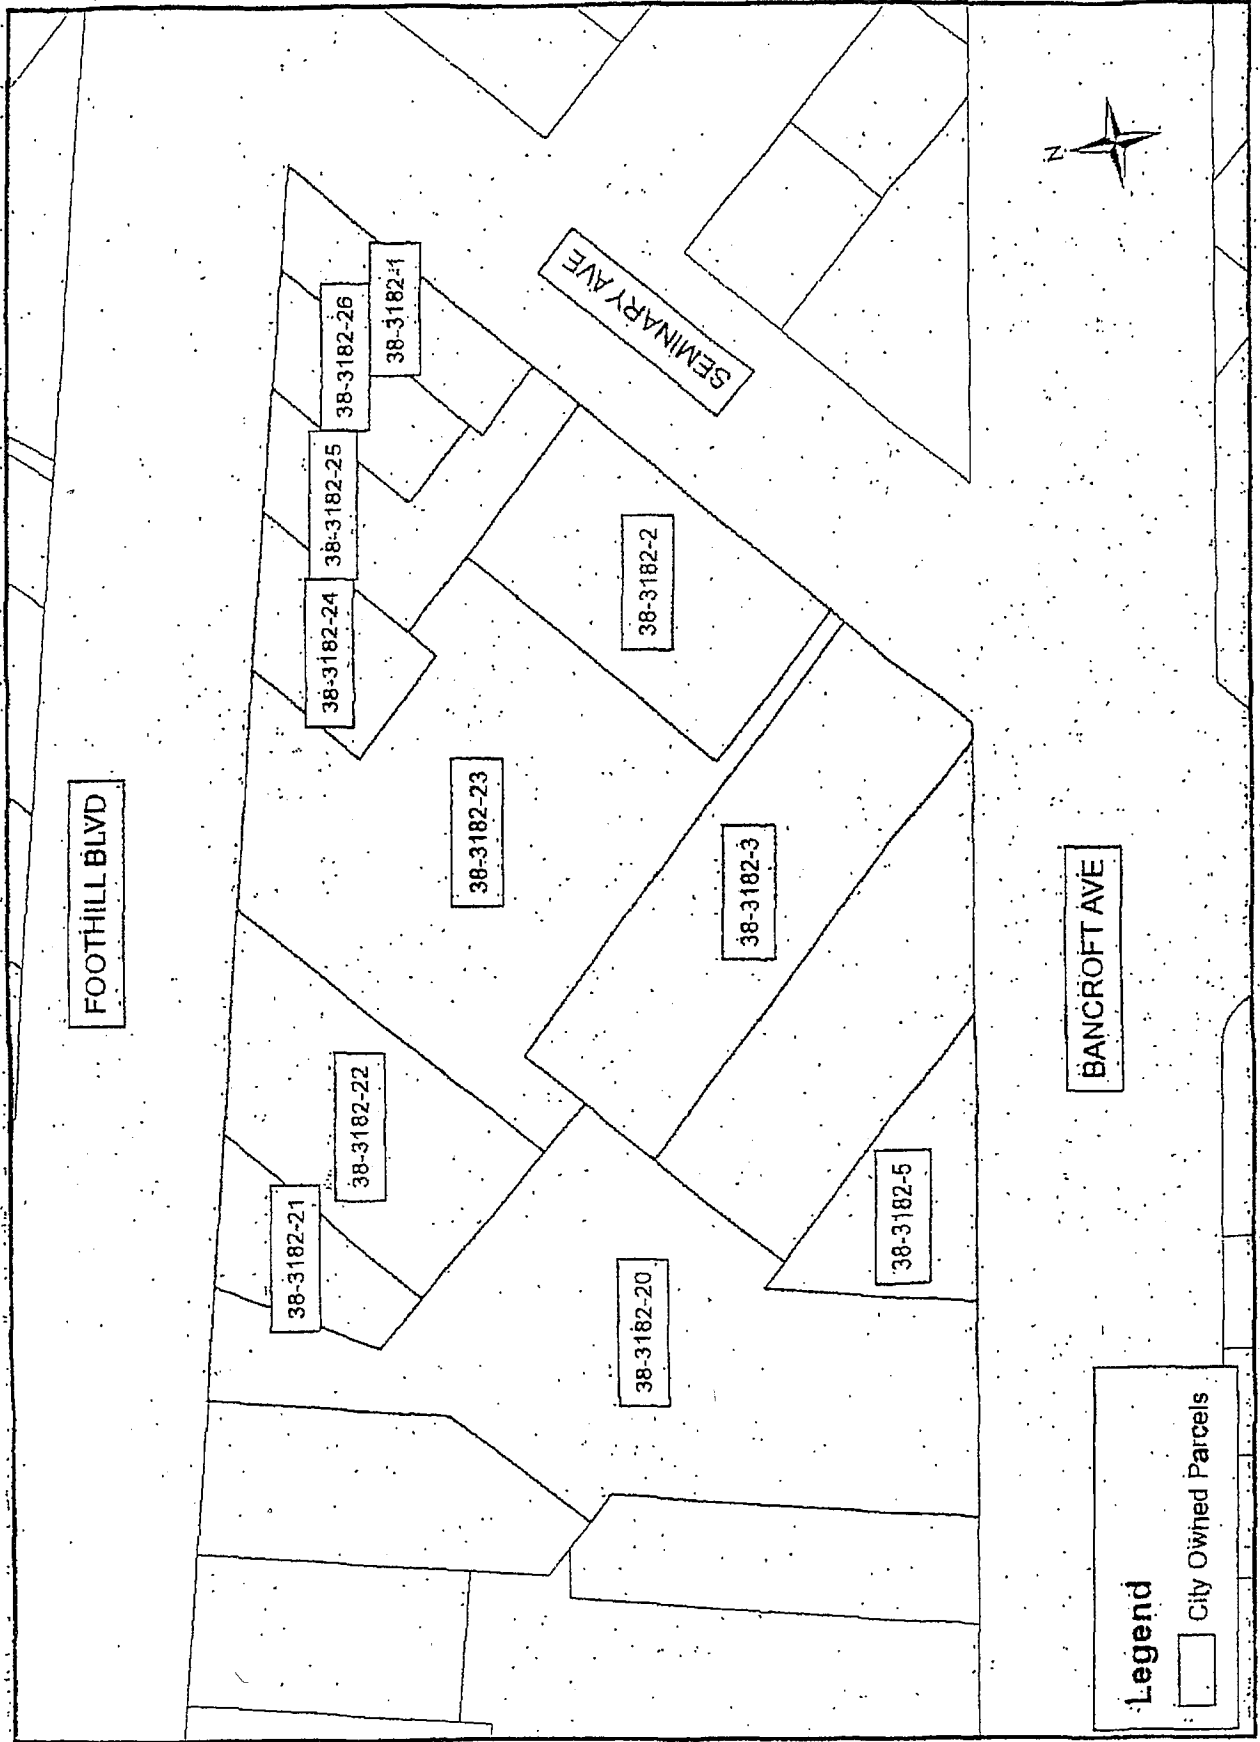 FOOTHILL BLVD
38-3182-21
38-3182-22
38-3182-23
38-3182-24
38-3182-25
38-3182-26
38-3182-1
38-3182-20
38-3182-3
38-3182-2
SEMINARY AVE
38-3182-5
BANCROFT AVE
N
Legend
City Owned Parcels